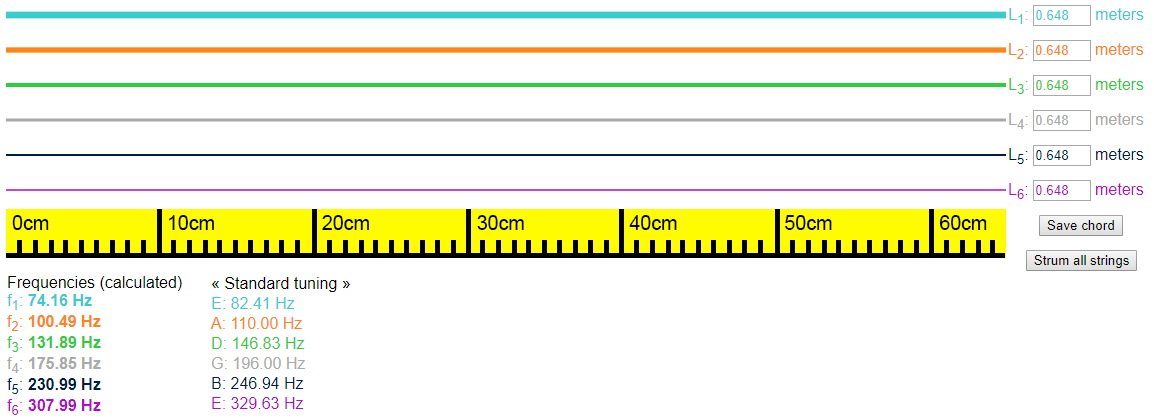 L1: 0.648 meters
L2: 0.648 meters
L3: 0.648 meters
L4: 0.648 meters
L5: 0.648 meters
L6: 0.648 meters
0cm 10cm 20cm 30cm 40cm 50cm 60cm
Save chord
Strum all strings
Frequencies (calculated)
f1: 74.16 Hz
f2: 100.49 Hz
f3: 131.89 Hz
f4: 175.85 Hz
f5: 230.99 Hz
f6: 307.99 Hz
« Standard tuning »
E: 82.41 Hz
A: 110.00 Hz
D: 146.83 Hz
G: 196.00 Hz
B: 246.94 Hz
E: 329.63 Hz